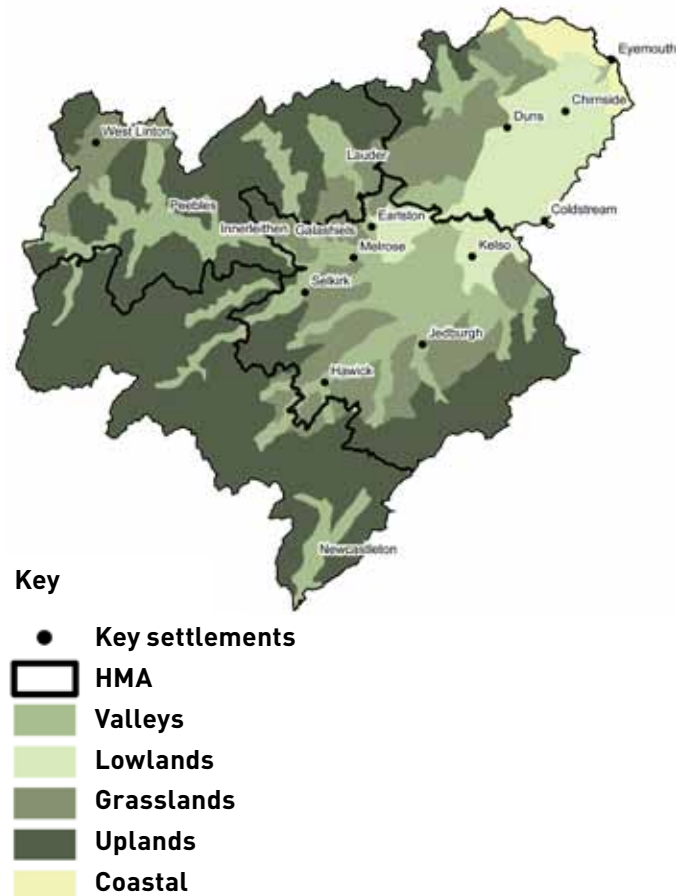 Eyemouth
Chirnside
Duns
West Linton
Lauder
Coldstream
Peebles
Earlston
Innerleithen
Galashiels
Melrose
Kelso
Selkirk
Jedburgh
Hawick
Newcastleton
Key
Key settlements
HMA
Valleys
Lowlands
Grasslands
Uplands
Coastal